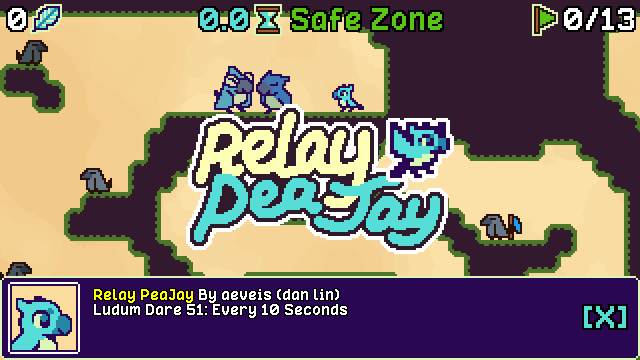 0 0.0 Safe Zone 0/13
Relay
PeaJay
Relay PeaJay By aeveis (dan lin)
Ludum Dare 51: Every 10 Seconds
[X]